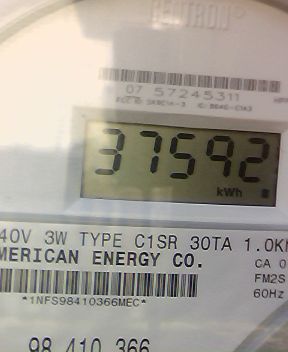 CENTRON®
07 57245311
37592
kWh
40V 3W TYPE C1SR 30TA 1.0K
MERICAN ENERGY CO.
CA 0
FM2S
60Hz
*1NFS98410366MEC*
98 410 366